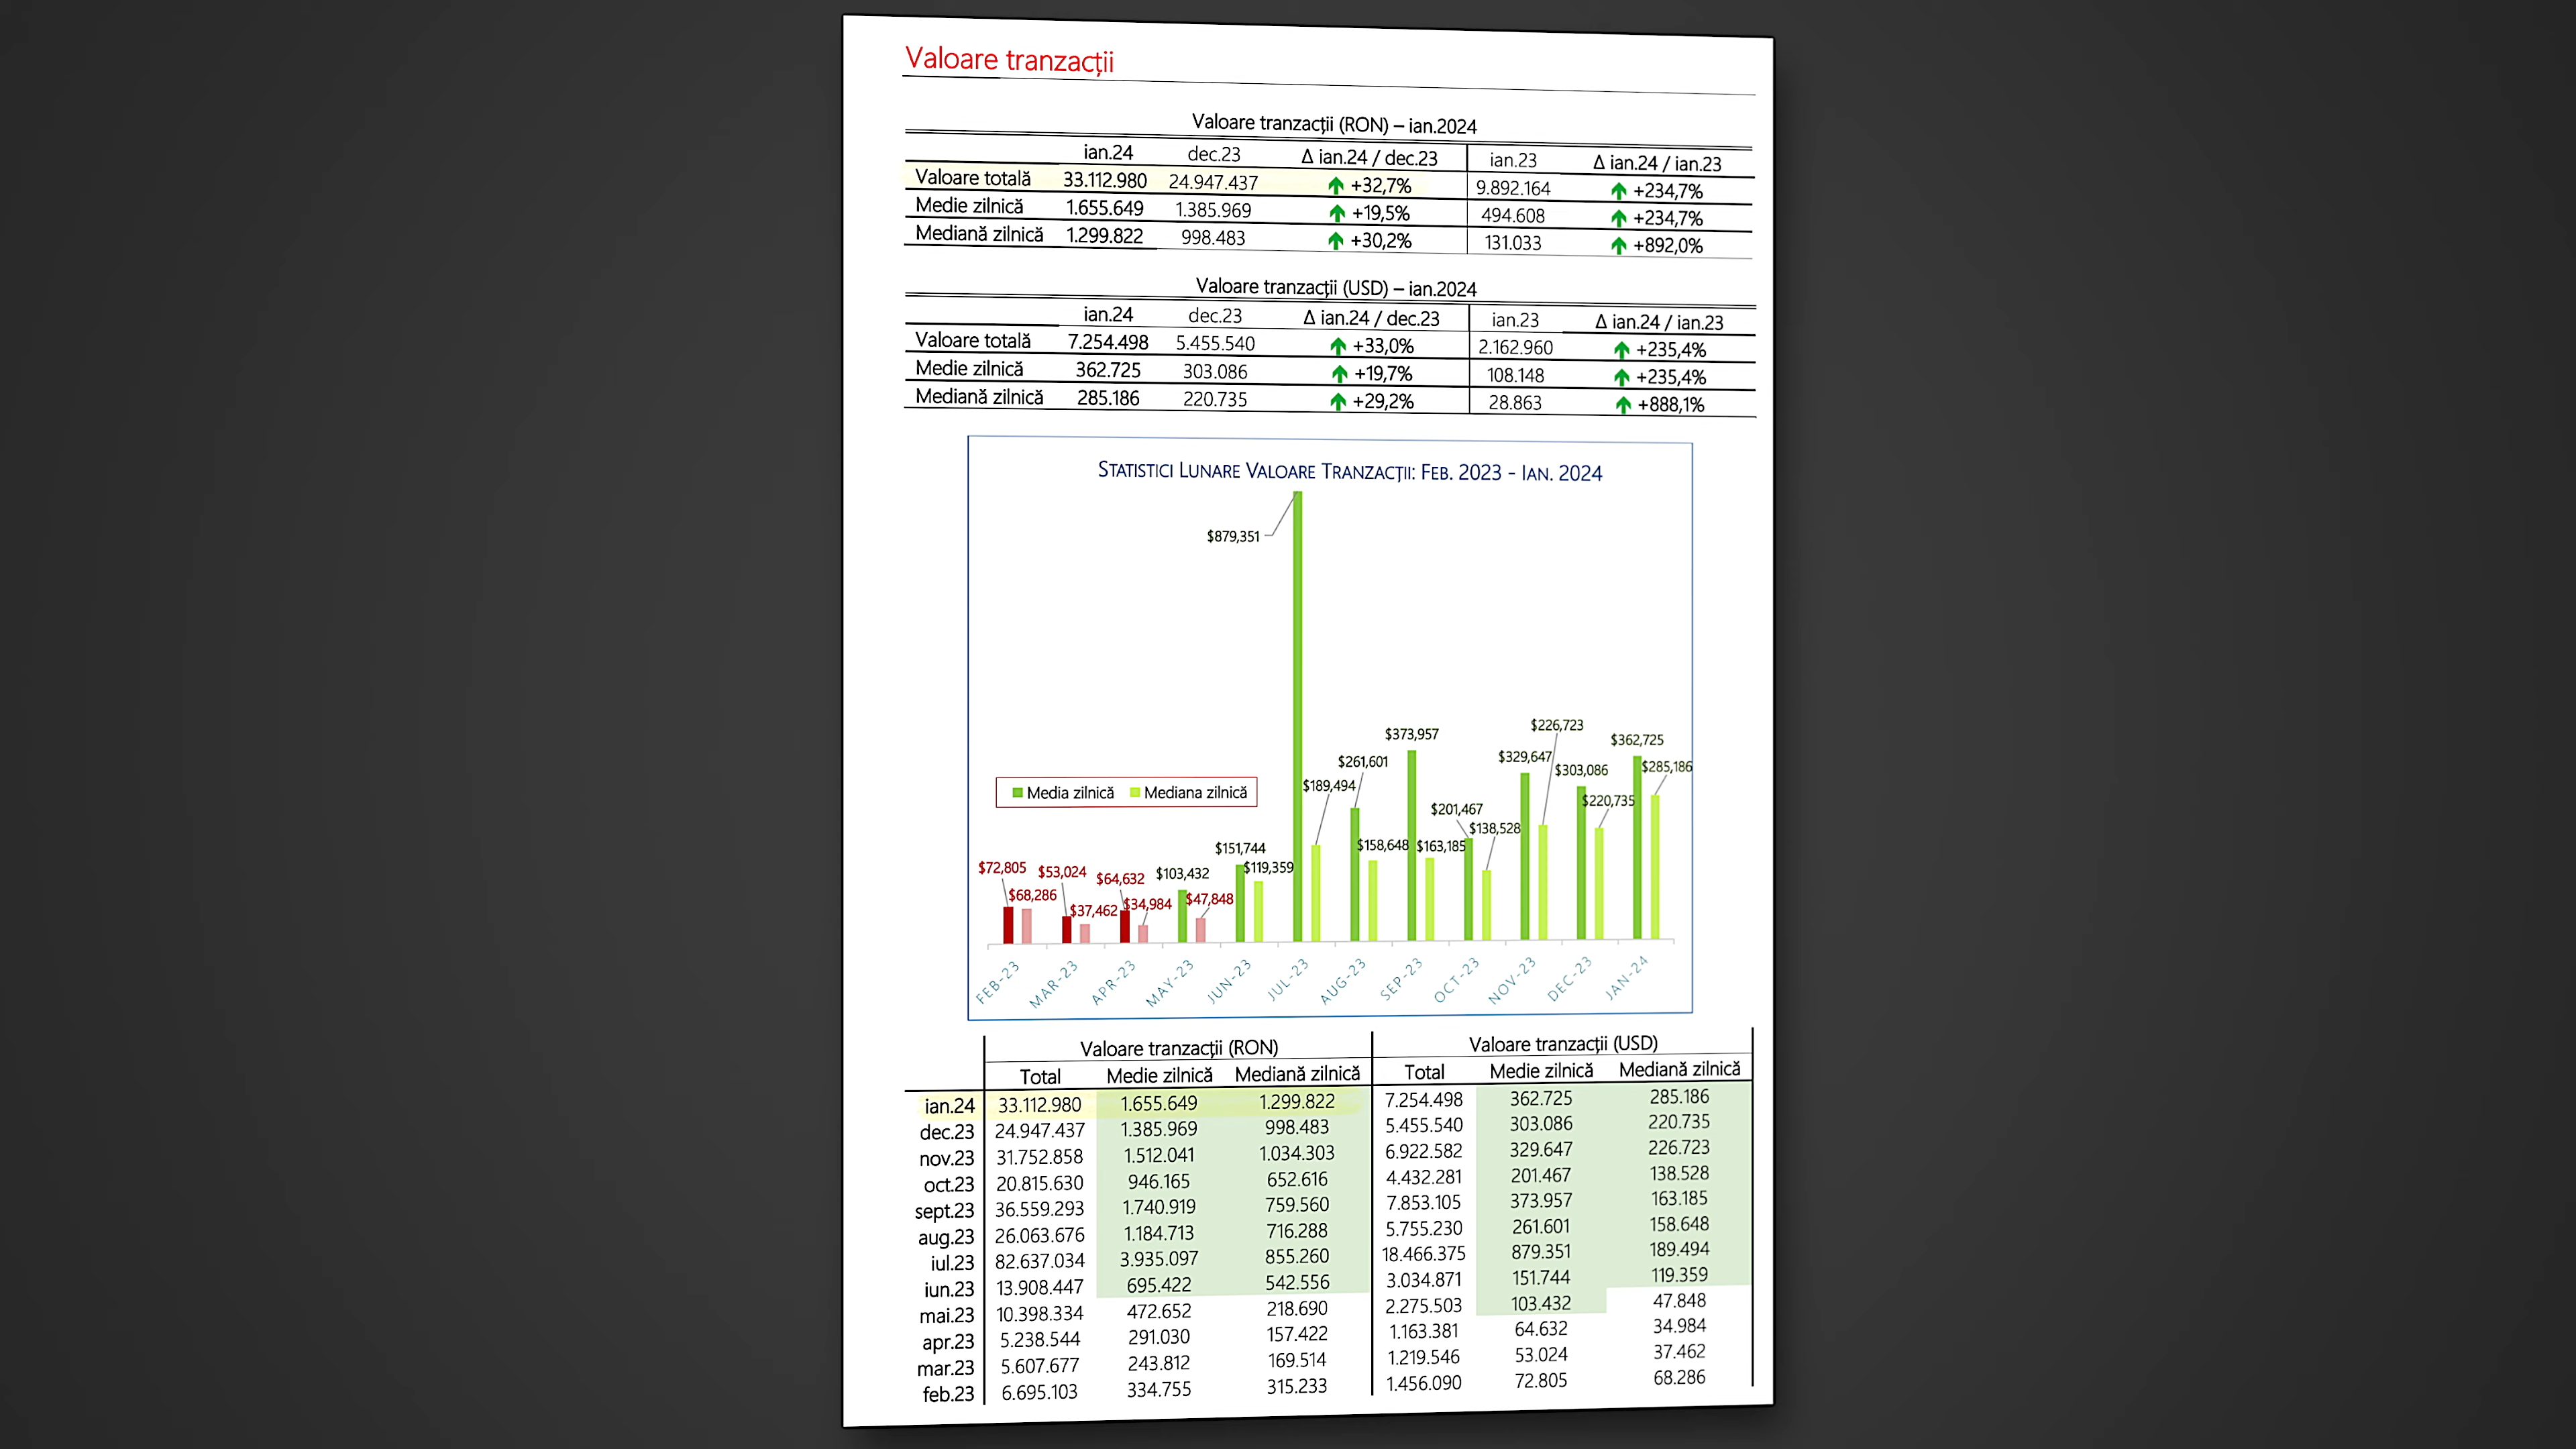 Valoare tranzacții
Valoare tranzacții (RON) – ian.2024
ian.24 dec.23 Δ ian.24 / dec.23 ian.23 Δ ian.24 / ian.23
Valoare totală 33.112.980 24.947.437 +32,7% 9.892.164 +234,7%
Medie zilnică 1.655.649 1.385.969 +19,5% 494.608 +234,7%
Mediană zilnică 1.299.822 998.483 +30,2% 131.033 +892,0%
Valoare tranzacții (USD) – ian.2024
ian.24 dec.23 Δ ian.24 / dec.23 ian.23 Δ ian.24 / ian.23
Valoare totală 7.254.498 5.455.540 +33,0% 2.162.960 +235,4%
Medie zilnică 362.725 303.086 +19,7% 108.148 +235,4%
Mediană zilnică 285.186 220.735 +29,2% 28.863 +888,1%
STATISTICI LUNARE VALOARE TRANZACȚII: FEB. 2023 - IAN. 2024
$879,351
$226,723
$373,957 $362,725
$329,647
$261,601 $303,086 $285,186
$189,494
Media zilnică Mediana zilnică
$220,735
$201,467
$138,528
$151,744 $158,648 $163,185
$72,805 $53,024 $64,632 $103,432 $119,359
$68,286 $37,462 $34,984 $47,848
FEB-23 MAR-23 APR-23 MAY-23 JUN-23 JUL-23 AUG-23 SEP-23 OCT-23 NOV-23 DEC-23 JAN-24
Valoare tranzacții (RON) Valoare tranzacții (USD)
Total Medie zilnică Mediană zilnică Total Medie zilnică Mediană zilnică
ian.24 33.112.980 1.655.649 1.299.822 7.254.498 362.725 285.186
dec.23 24.947.437 1.385.969 998.483 5.455.540 303.086 220.735
nov.23 31.752.858 1.512.041 1.034.303 6.922.582 329.647 226.723
oct.23 20.815.630 946.165 652.616 4.432.281 201.467 138.528
sept.23 36.559.293 1.740.919 759.560 7.853.105 373.957 163.185
aug.23 26.063.676 1.184.713 716.288 5.755.230 261.601 158.648
iul.23 82.637.034 3.935.097 855.260 18.466.375 879.351 189.494
iun.23 13.908.447 695.422 542.556 3.034.871 151.744 119.359
mai.23 10.398.334 472.652 218.690 2.275.503 103.432 47.848
apr.23 5.238.544 291.030 157.422 1.163.381 64.632 34.984
mar.23 5.607.677 243.812 169.514 1.219.546 53.024 37.462
feb.23 6.695.103 334.755 315.233 1.456.090 72.805 68.286